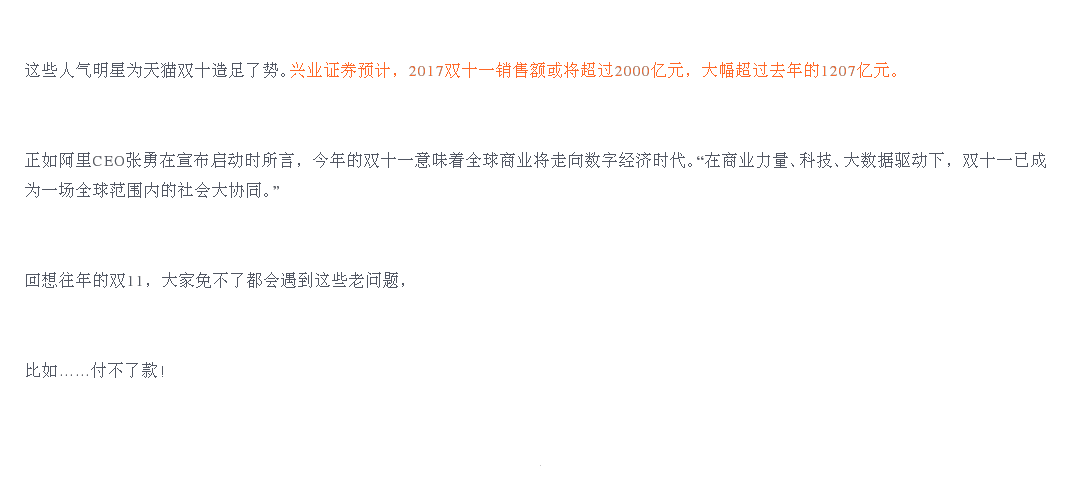 这些人气明星为天猫双十造足了势。兴业证券预计，2017双十一销售额或将超过2000亿元，大幅超过去年的1207亿元。
正如阿里CEO张勇在宣布启动时所言，今年的双十一意味着全球商业将走向数字经济时代。“在商业力量、科技、大数据驱动下，双十一已成
为一场全球范围内的社会大协同。”
回想往年的双11，大家免不了都会遇到这些老问题，
比如……付不了款！